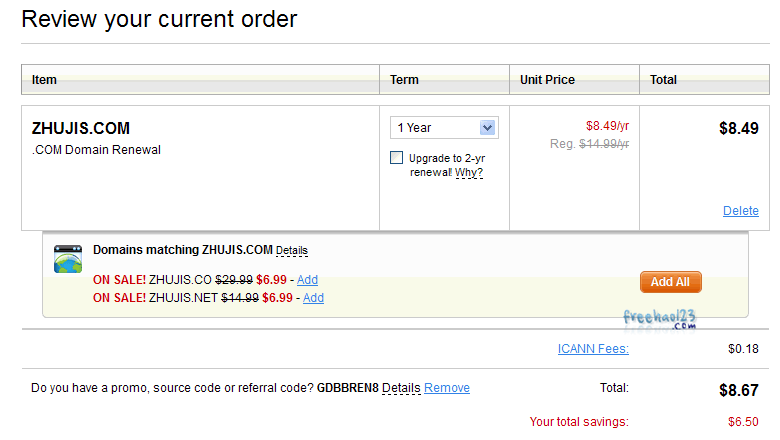 Review your current order
Item Term Unit Price Total
ZHUJIS.COM 1 Year $8.49/yr $8.49
.COM Domain Renewal Reg. $14.99/yr
Upgrade to 2-yr
renewal! Why?
Delete
Domains matching ZHUJIS.COM Details
ON SALE! ZHUJIS.CO $29.99 $6.99 - Add
Add All
ON SALE! ZHUJIS.NET $14.99 $6.99 - Add
freehao123
.com
ICANN Fees: $0.18
Do you have a promo, source code or referral code? GDBBREN8 Details Remove Total: $8.67
Your total savings: $6.50